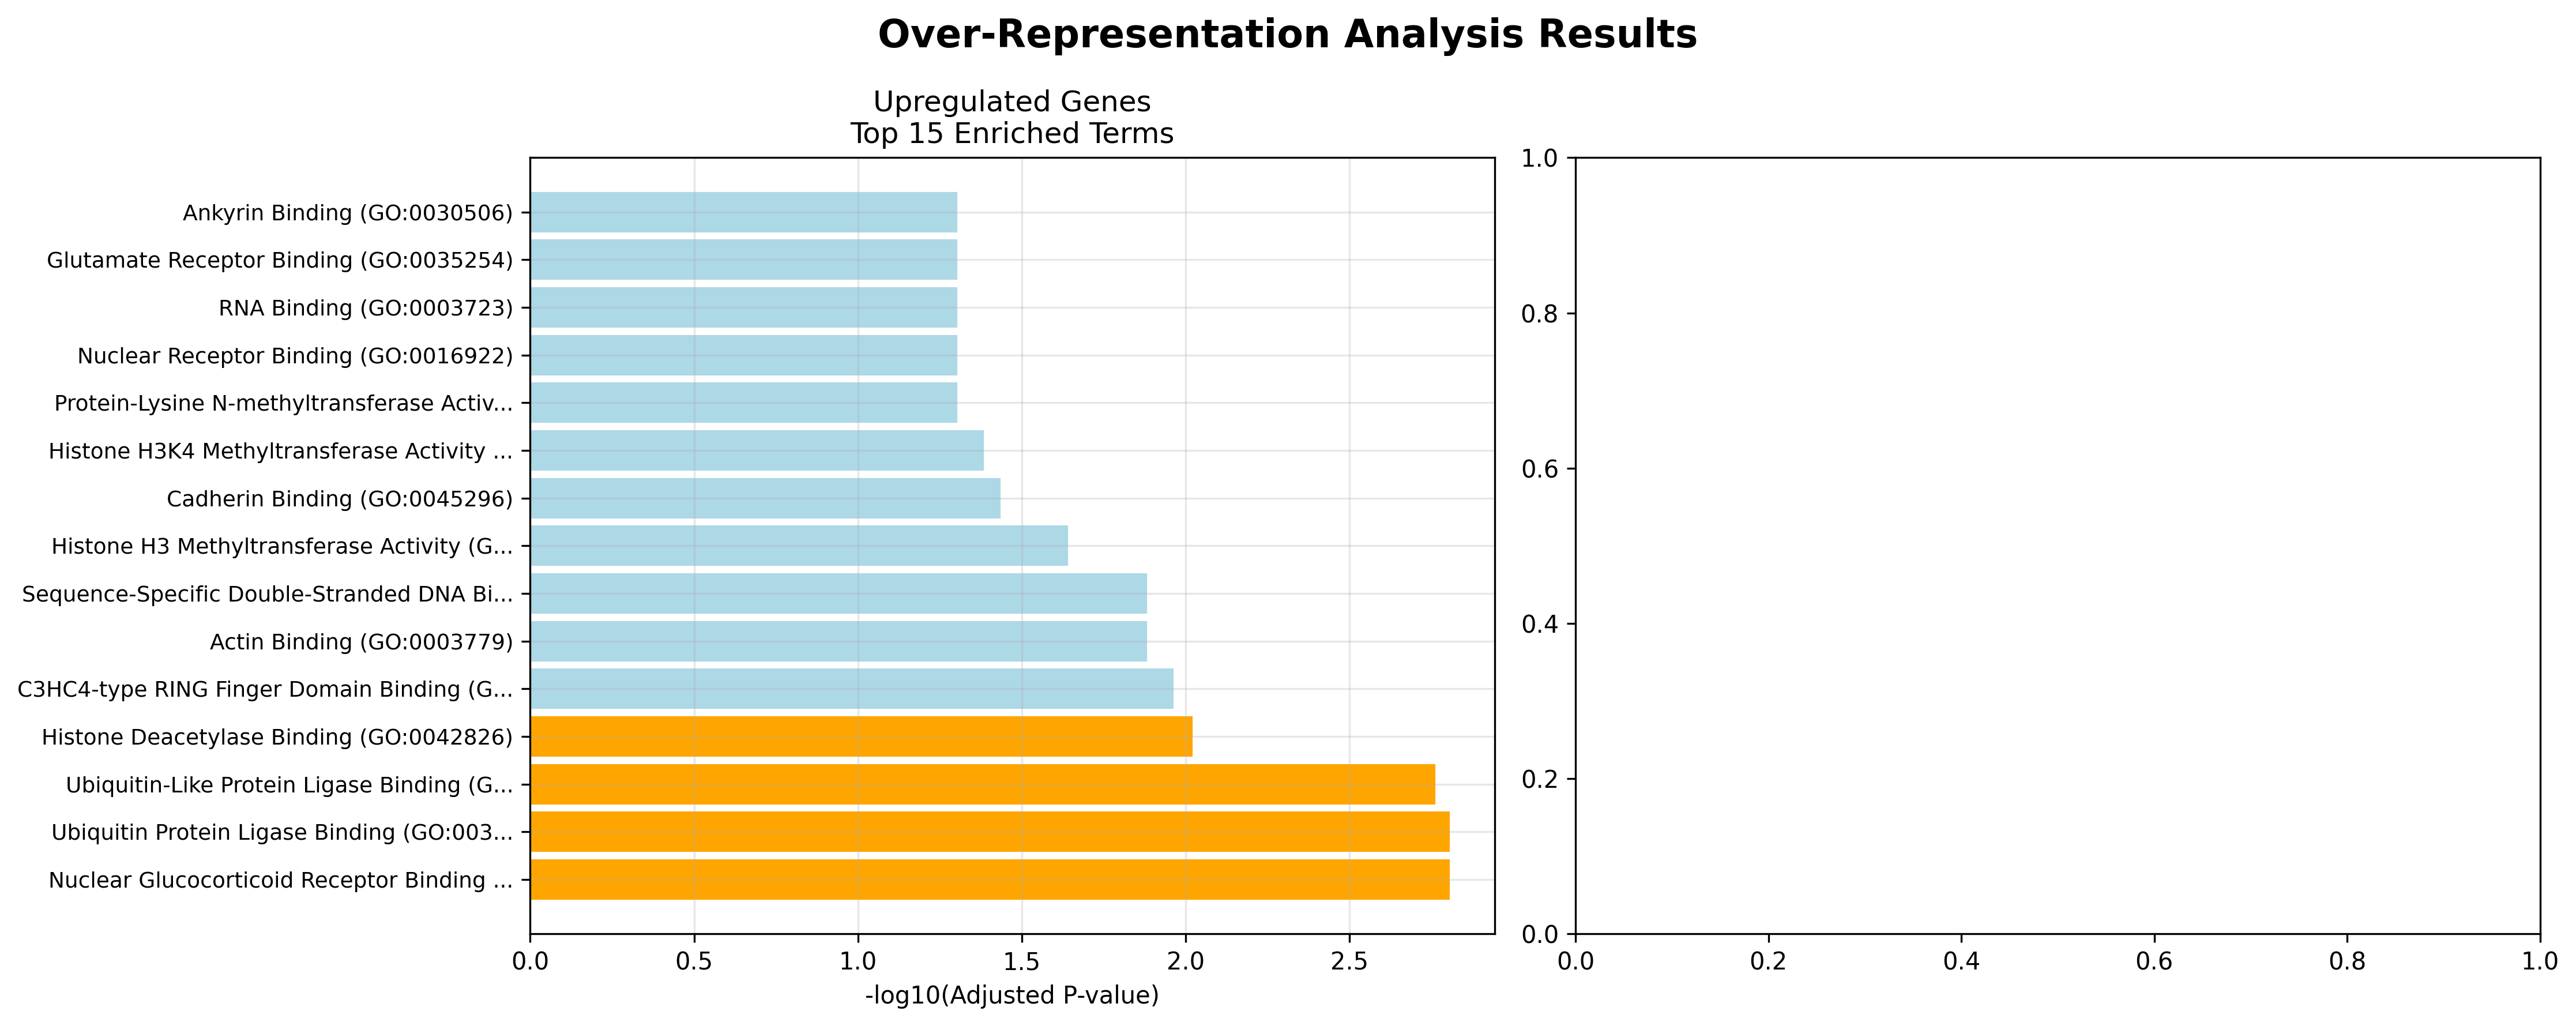 Over-Representation Analysis Results
Upregulated Genes
Top 15 Enriched Terms
Ankyrin Binding (GO:0030506)
Glutamate Receptor Binding (GO:0035254)
RNA Binding (GO:0003723)
Nuclear Receptor Binding (GO:0016922)
Protein-Lysine N-methyltransferase Activ...
Histone H3K4 Methyltransferase Activity ...
Cadherin Binding (GO:0045296)
Histone H3 Methyltransferase Activity (G...
Sequence-Specific Double-Stranded DNA Bi...
Actin Binding (GO:0003779)
C3HC4-type RING Finger Domain Binding (G...
Histone Deacetylase Binding (GO:0042826)
Ubiquitin-Like Protein Ligase Binding (G...
Ubiquitin Protein Ligase Binding (GO:003...
Nuclear Glucocorticoid Receptor Binding ...
0.0 0.5 1.0 1.5 2.0 2.5
-log10(Adjusted P-value)
1.0
0.8
0.6
0.4
0.2
0.0
0.0 0.2 0.4 0.6 0.8 1.0